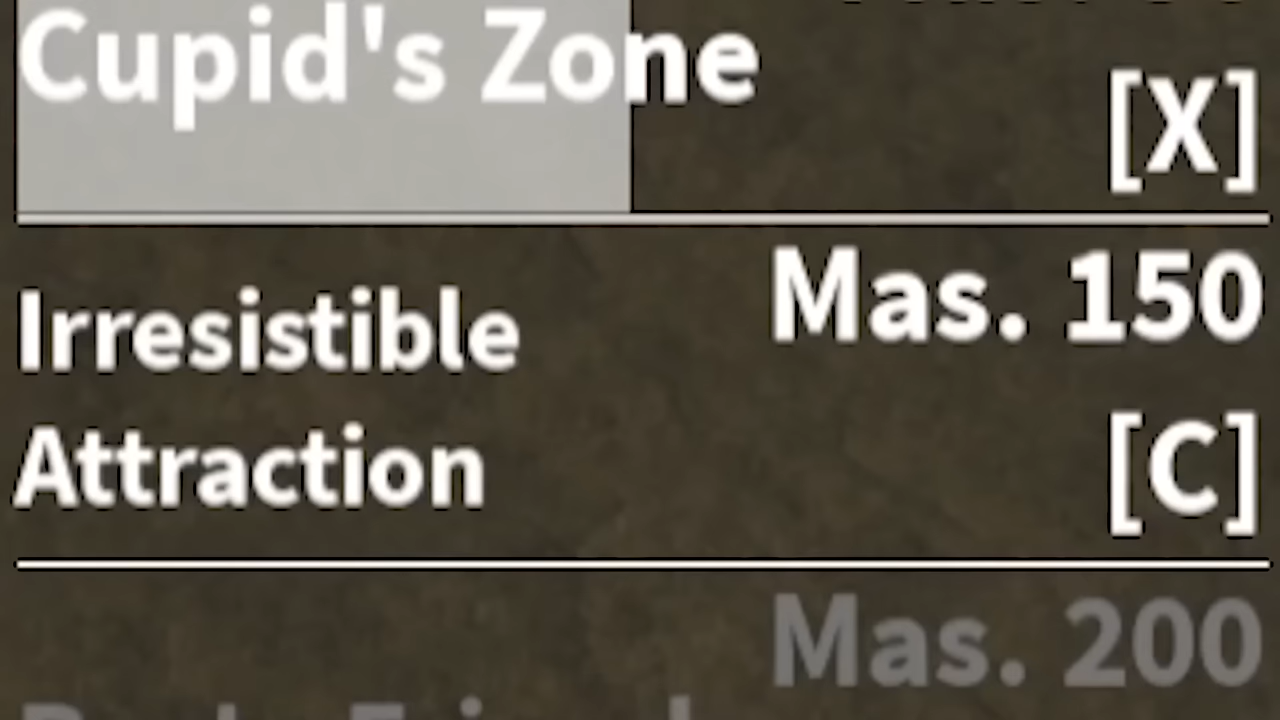 Cupid's Zone
[X]
Mas. 150
Irresistible
Attraction
[C]
Mas. 200